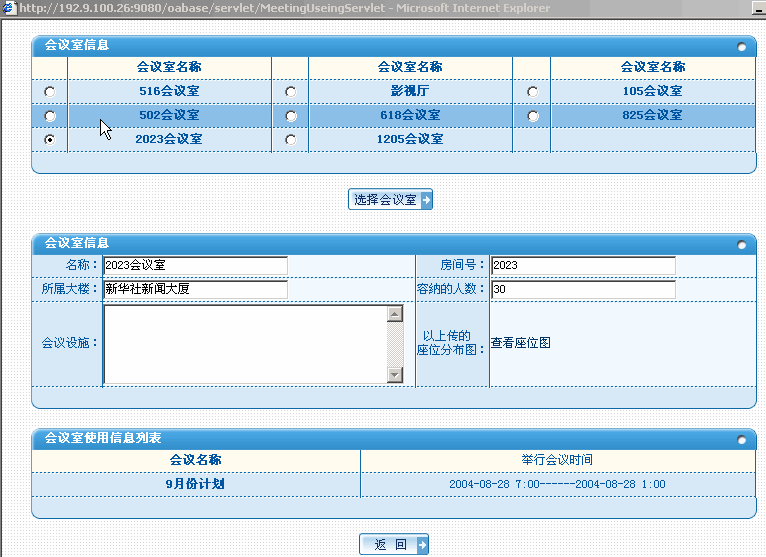 http://192.9.100.26:9080/oabase/servlet/MeetingUseingServlet - Microsoft Internet Explorer
会议室信息
会议室名称 会议室名称 会议室名称
516会议室 影视厅 105会议室
502会议室 618会议室 825会议室
2023会议室 1205会议室
选择会议室
会议室信息
名称： 2023会议室 房间号： 2023
所属大楼： 新华社新闻大厦 容纳的人数： 30
会议设施： 以上传的
座位分布图： 查看座位图
会议室使用信息列表
会议名称 举行会议时间
9月份计划 2004-08-28 7:00------2004-08-28 1:00
返 回